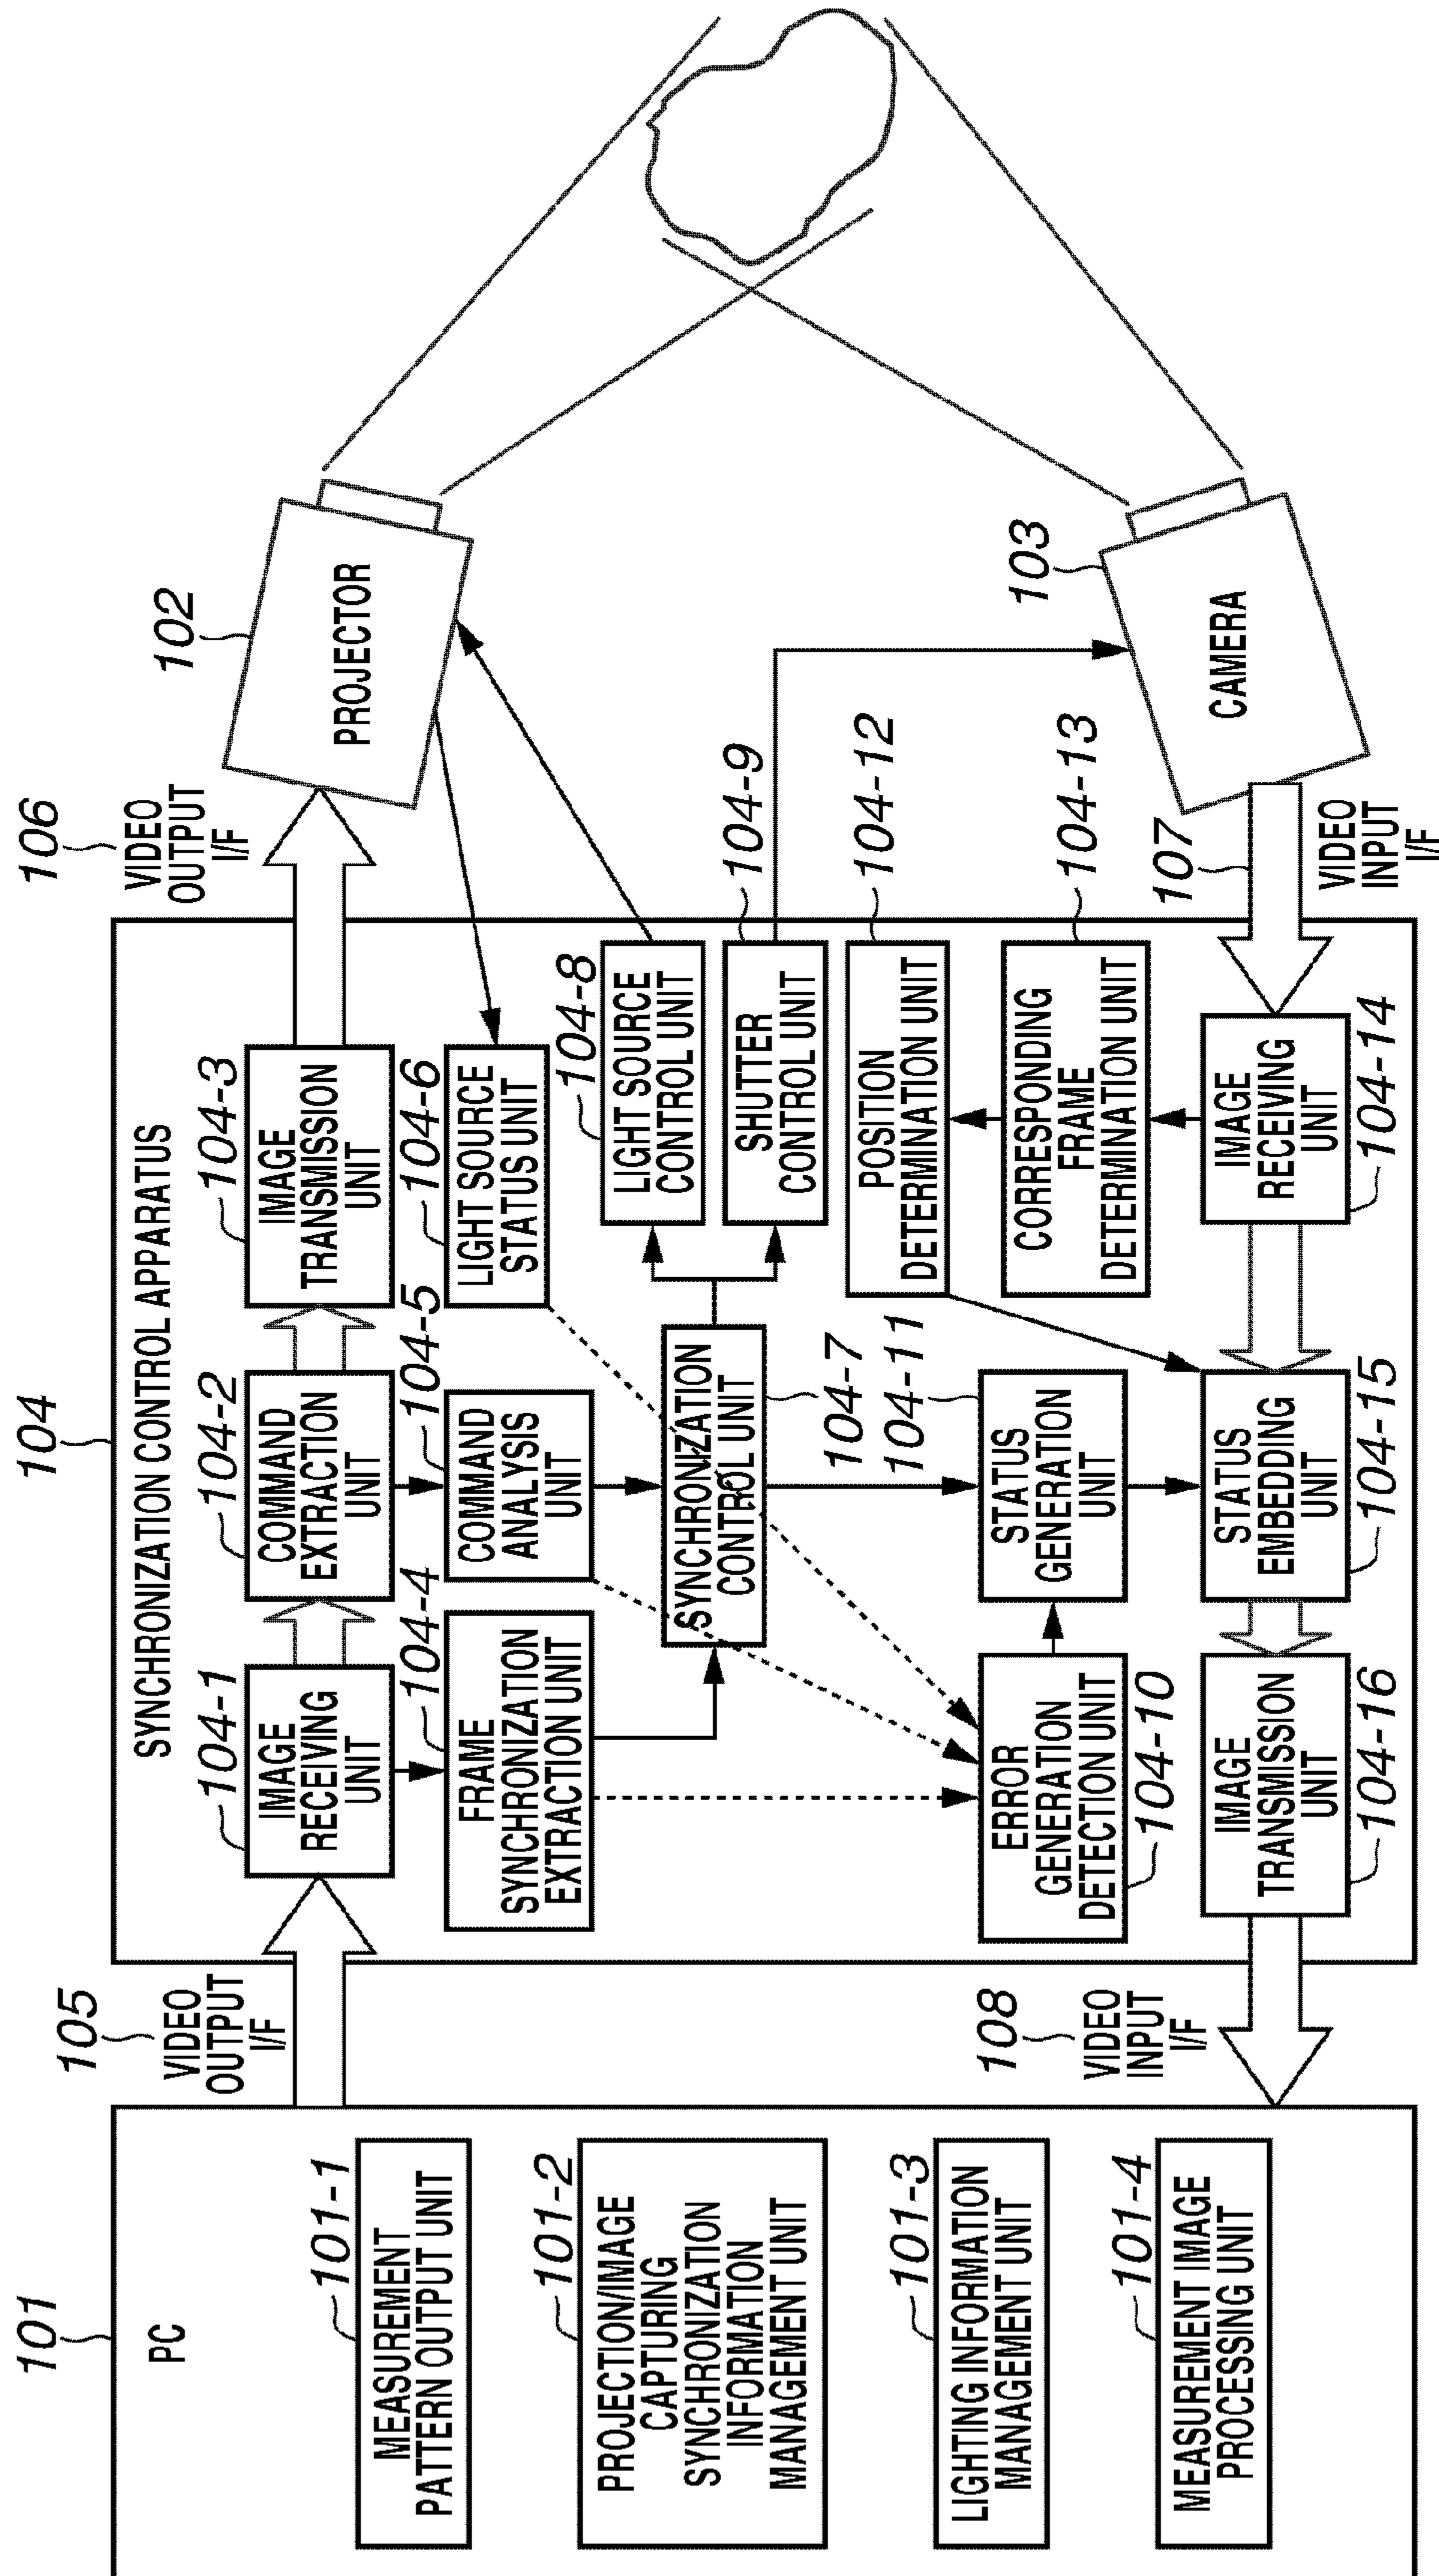 101
PC
101-1
MEASUREMENT
PATTERN OUTPUT UNIT
101-2
PROJECTION/IMAGE
CAPTURING
SYNCHRONIZATION
INFORMATION
MANAGEMENT UNIT
101-3
LIGHTING INFORMATION
MANAGEMENT UNIT
101-4
MEASUREMENT IMAGE
PROCESSING UNIT
105
VIDEO
OUTPUT
I/F
108
VIDEO
INPUT
I/F
104
SYNCHRONIZATION CONTROL APPARATUS
104-1
IMAGE
RECEIVING
UNIT
104-2
COMMAND
EXTRACTION
UNIT
104-3
IMAGE
TRANSMISSION
UNIT
104-4
FRAME
SYNCHRONIZATION
EXTRACTION UNIT
104-5
COMMAND
ANALYSIS
UNIT
104-6
LIGHT SOURCE
STATUS UNIT
SYNCHRONIZATION
CONTROL UNIT
104-7
104-8
LIGHT SOURCE
CONTROL UNIT
SHUTTER
CONTROL UNIT
104-9
ERROR
GENERATION
DETECTION UNIT
104-10
104-11
STATUS
GENERATION
UNIT
POSITION
DETERMINATION UNIT
104-12
CORRESPONDING
FRAME
DETERMINATION UNIT
104-13
IMAGE
TRANSMISSION
UNIT
104-16
STATUS
EMBEDDING
UNIT
104-15
IMAGE
RECEIVING
UNIT
104-14
106
VIDEO
OUTPUT
I/F
102
PROJECTOR
103
CAMERA
107
VIDEO
INPUT
I/F